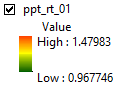 ppt_rt_01
Value
High : 1.47983
Low : 0.967746